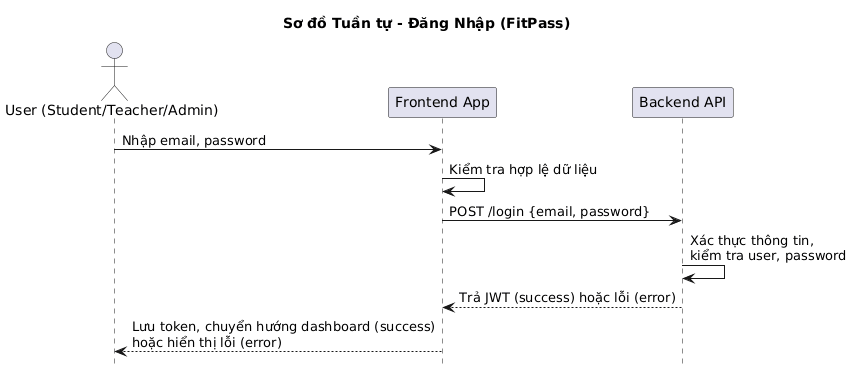 Sơ đồ Tuần tự - Đăng Nhập (FitPass)
User (Student/Teacher/Admin)
Frontend App
Backend API
Nhập email, password
Kiểm tra hợp lệ dữ liệu
POST /login {email, password}
Xác thực thông tin,
kiểm tra user, password
Trả JWT (success) hoặc lỗi (error)
Lưu token, chuyển hướng dashboard (success)
hoặc hiển thị lỗi (error)